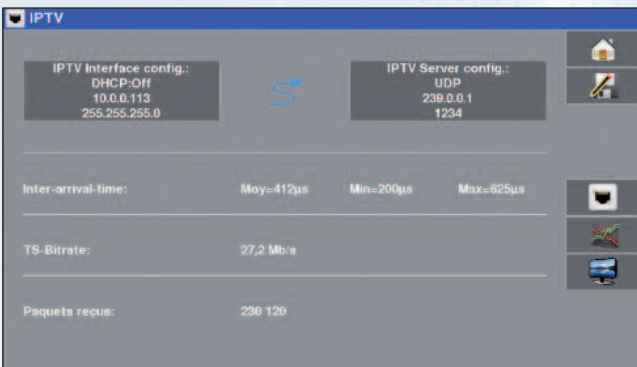 IPTV
IPTV Interface config.:
DHCP:Off
10.0.0.113
255.255.255.0
IPTV Server config.:
UDP
239.0.0.1
1234
Inter-arrival-time: Moy=412µs Min=200µs Max=625µs
TS-Bitrate: 27,2 Mb/s
Paquets reçus: 230 120